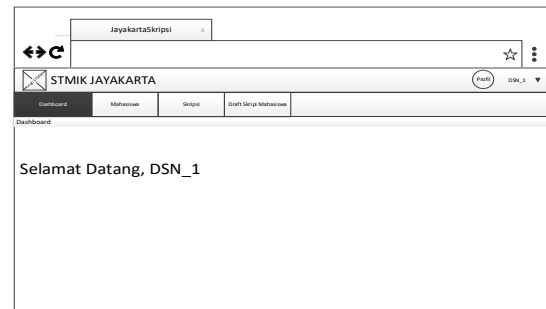 JayakartaSkripsi x
STMIK JAYAKARTA Profil DSN_1
Dashboard Mahasiswa Skripsi Draft Skripi Mahasiswa
Dashboard
Selamat Datang, DSN_1